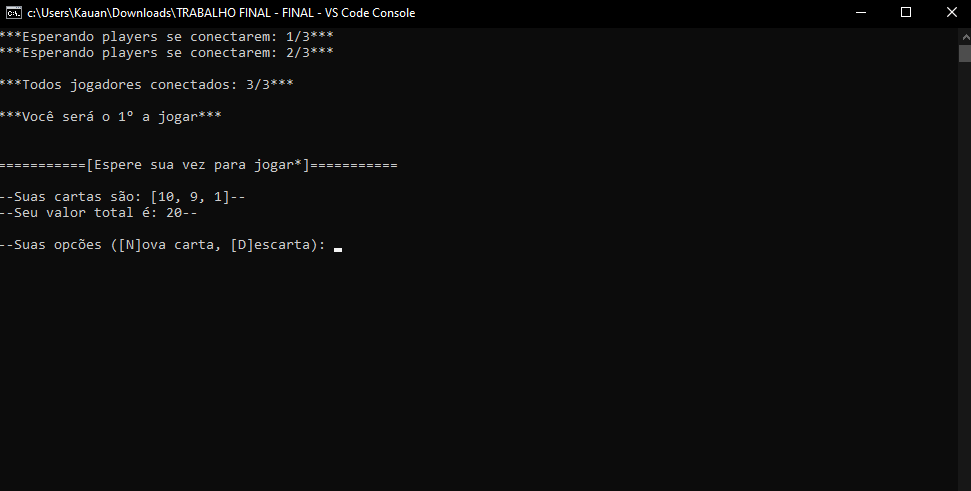 c:\Users\Kauan\Downloads\TRABALHO FINAL - FINAL - VS Code Console
***Esperando players se conectarem: 1/3***
***Esperando players se conectarem: 2/3***
***Todos jogadores conectados: 3/3***
***Você será o 1º a jogar***
===========[Espere sua vez para jogar*]===========
--Suas cartas são: [10, 9, 1]--
--Seu valor total é: 20--
--Suas opcões ([N]ova carta, [D]escarta):